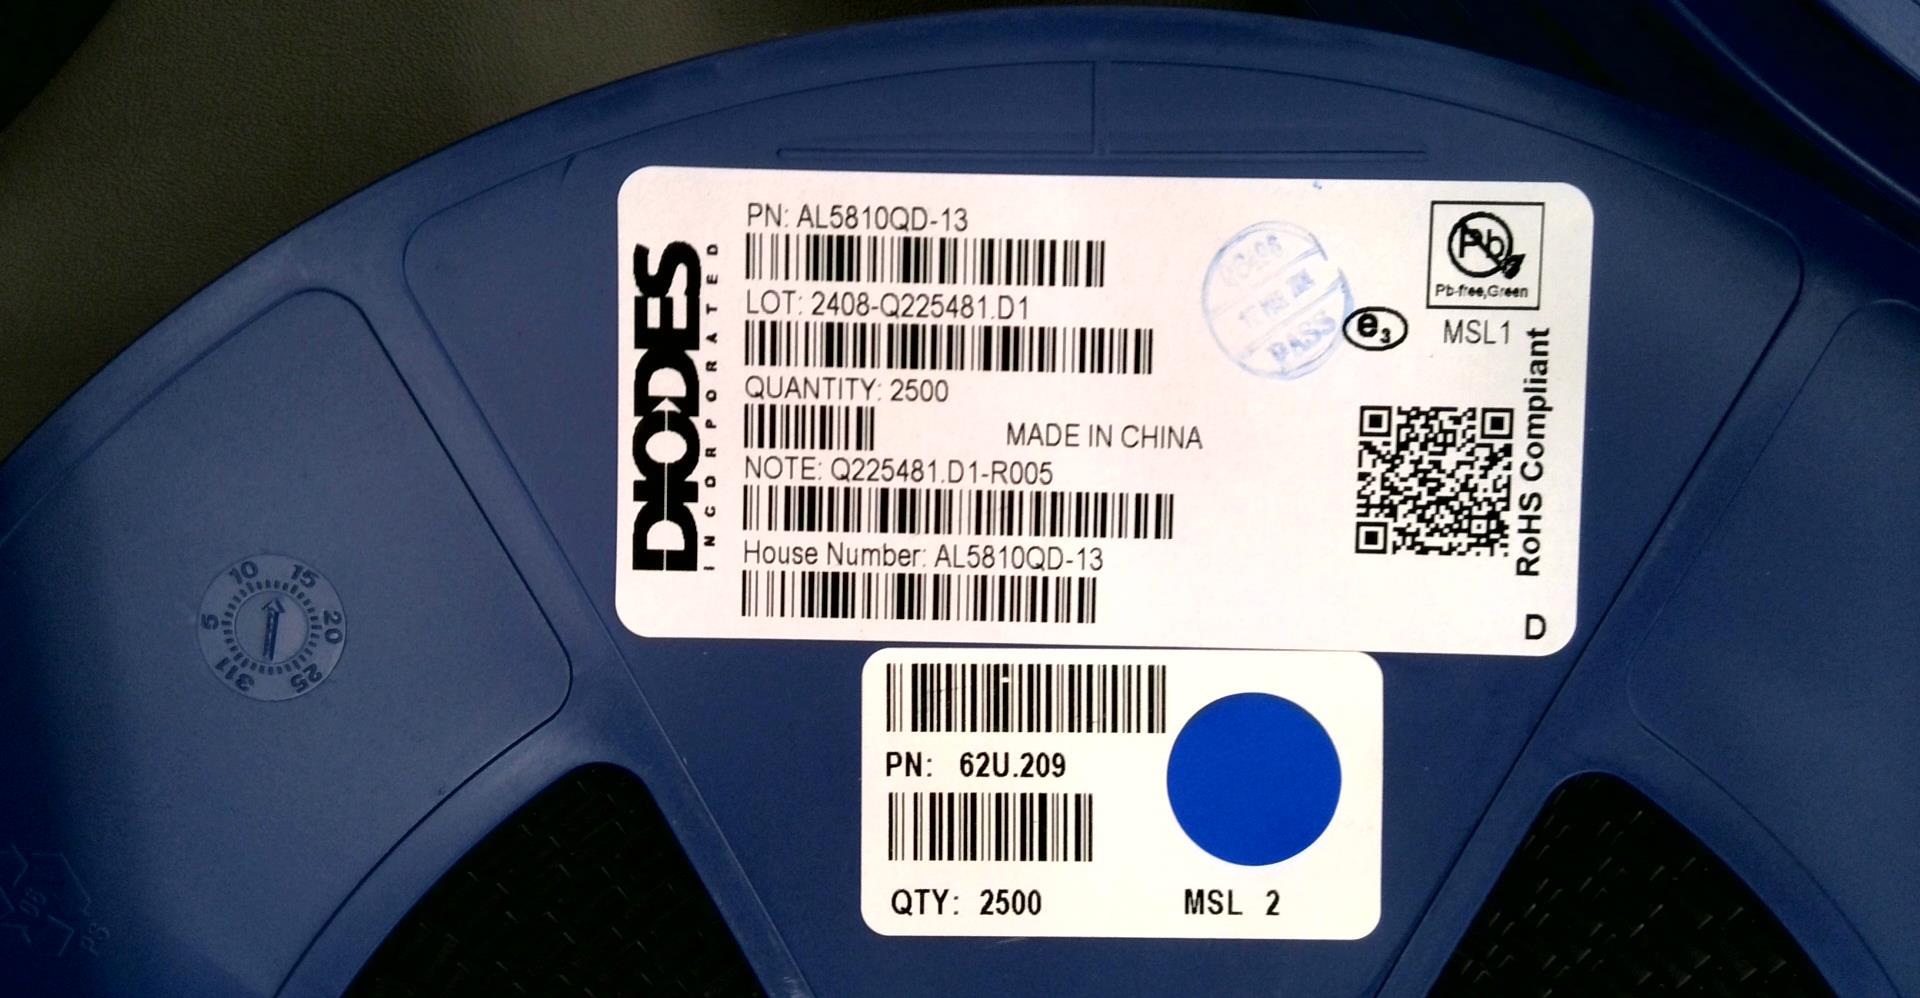 DIODES
INCORPORATED
PN: AL5810QD-13
LOT: 2408-Q225481.D1
QUANTITY: 2500
MADE IN CHINA
NOTE: Q225481.D1-R005
House Number: AL5810QD-13
PASS
Pb
Pb-free,Green
e3
MSL1
RoHS Compliant
D
PN: 62U.209
QTY: 2500
MSL 2
5
10
15
20
25
31
PS